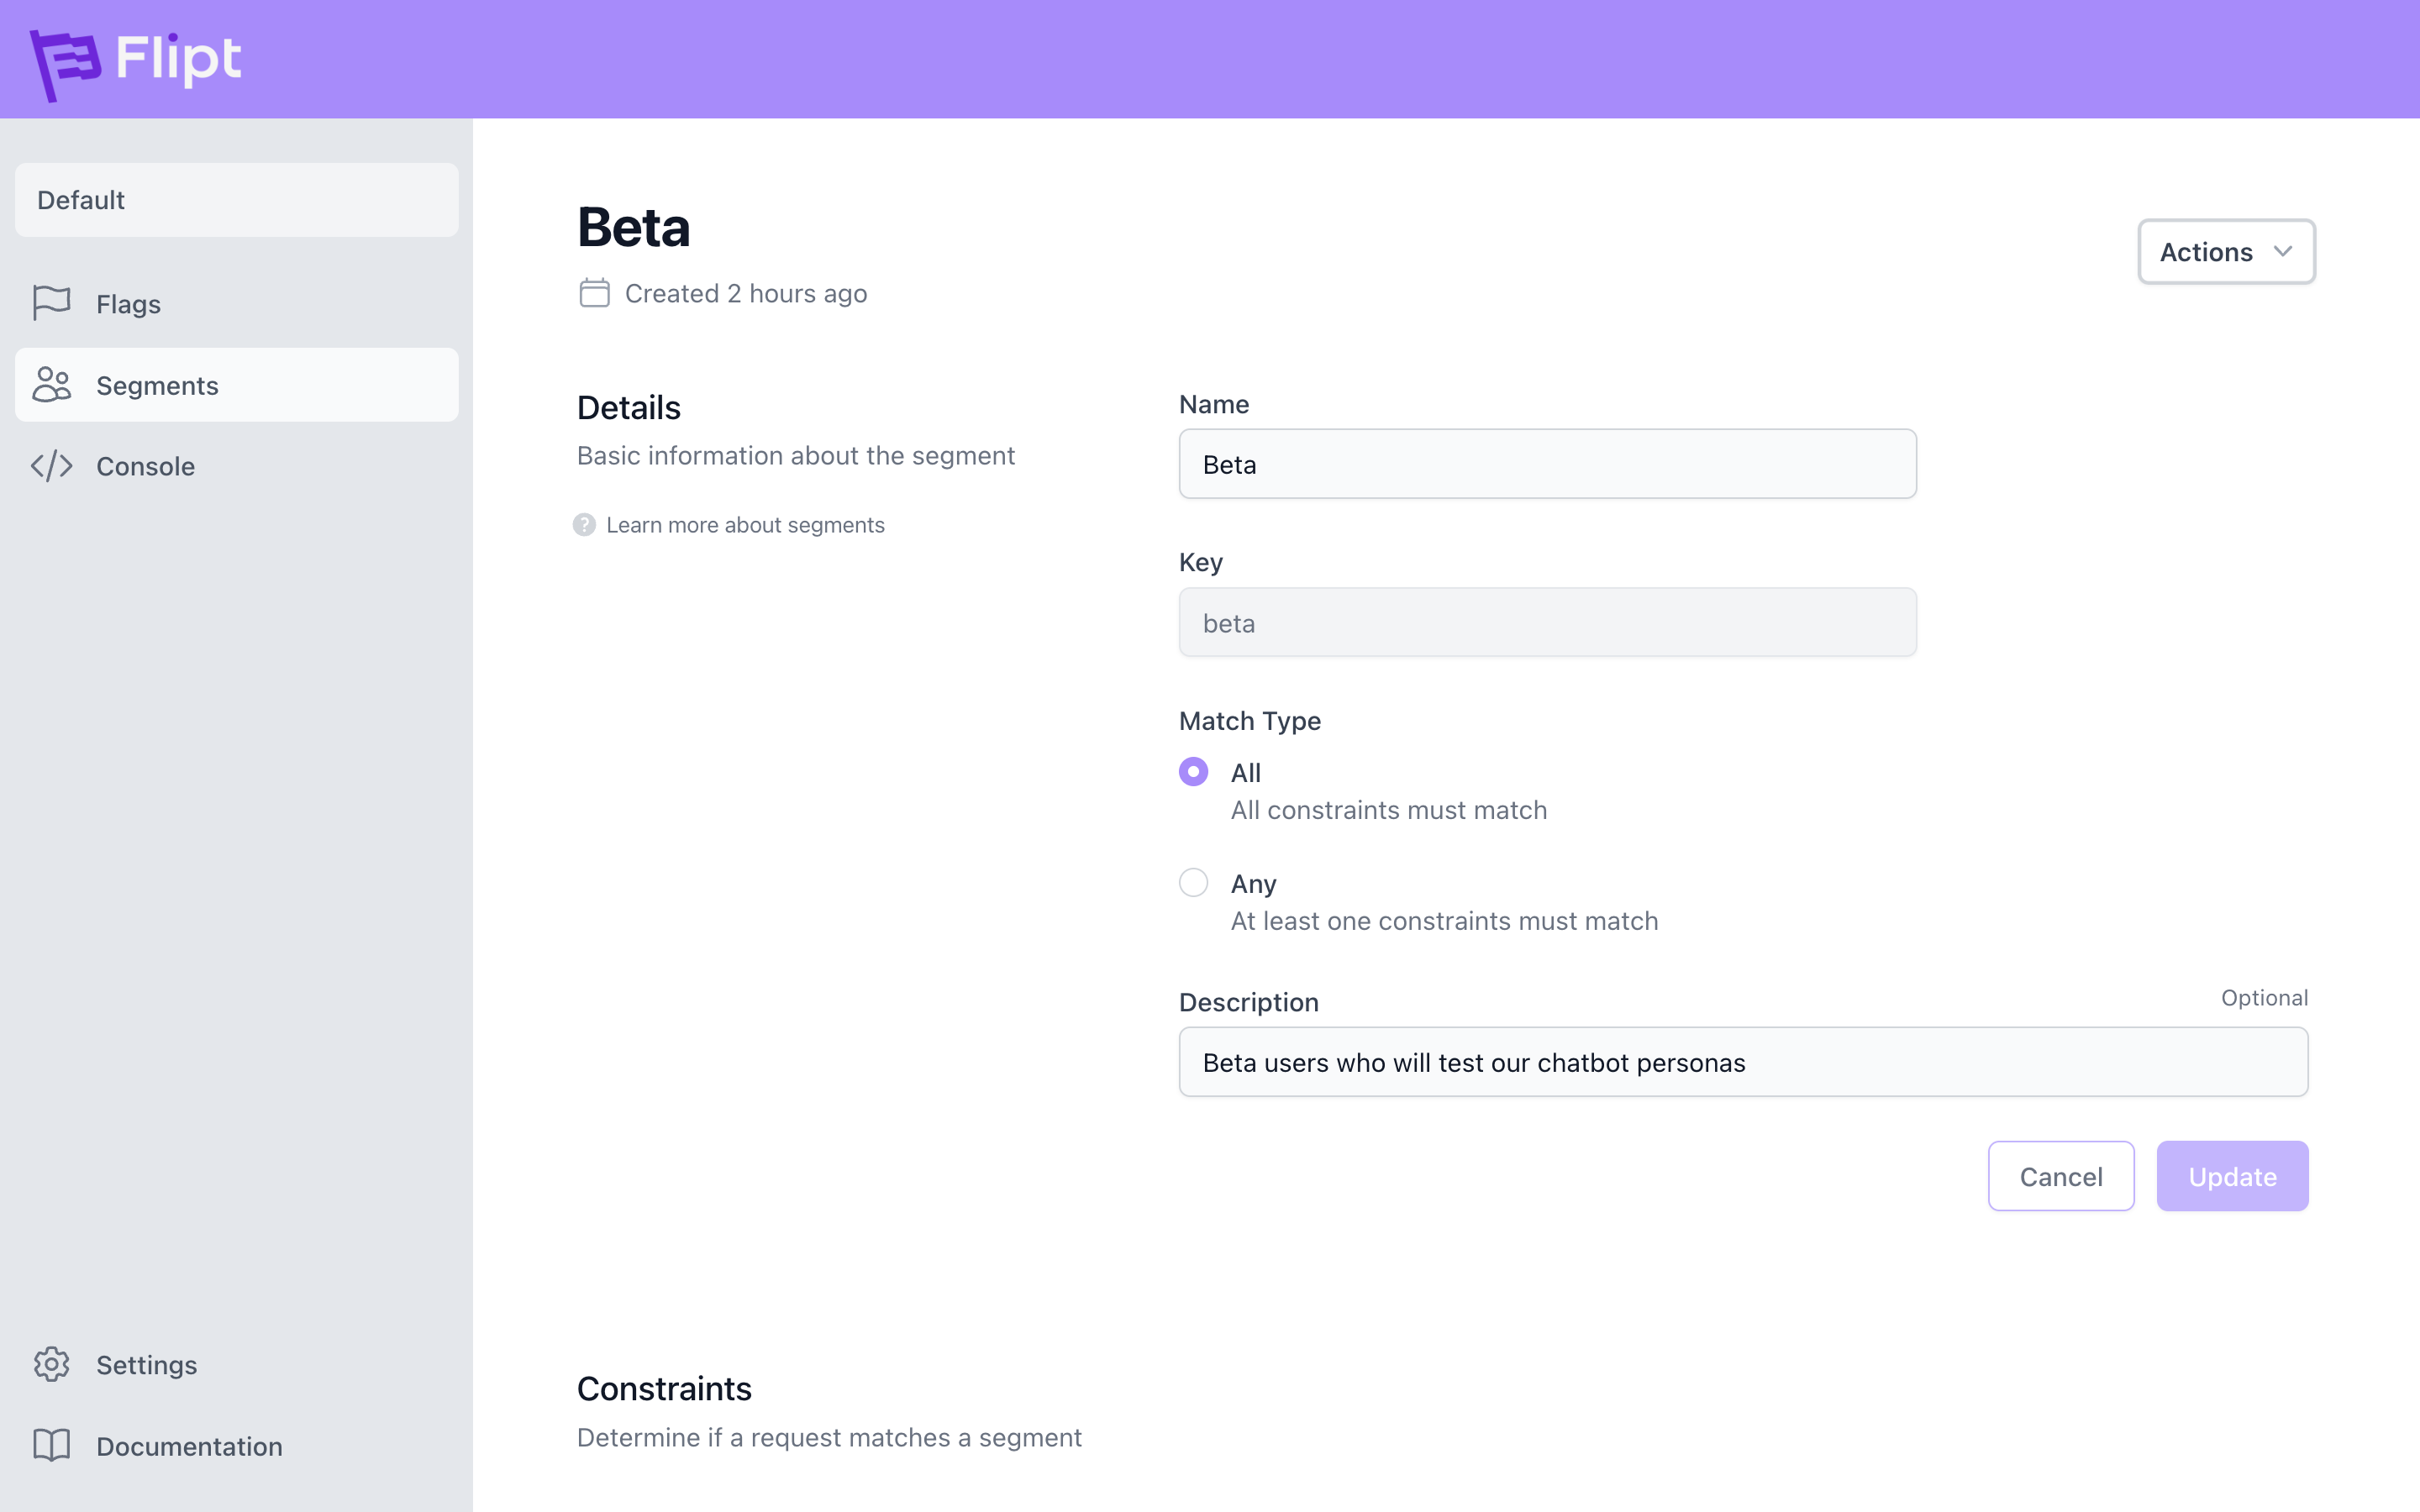 Flipt
Default
Flags
Segments
Console
Settings
Documentation
Beta
Created 2 hours ago
Actions
Details
Basic information about the segment
? Learn more about segments
Name
Beta
Key
beta
Match Type
All
All constraints must match
Any
At least one constraints must match
Description
Optional
Beta users who will test our chatbot personas
Cancel
Update
Constraints
Determine if a request matches a segment